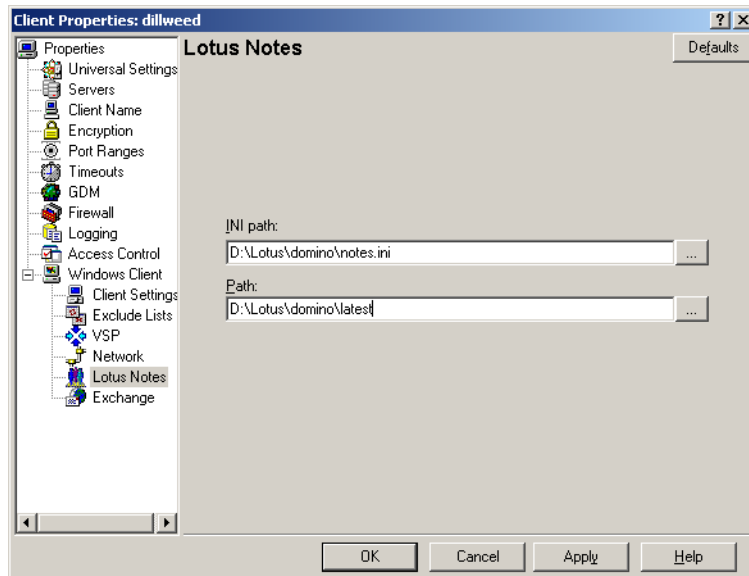 Client Properties: dillweed
Properties
Universal Settings
Servers
Client Name
Encryption
Port Ranges
Timeouts
GDM
Firewall
Logging
Access Control
Windows Client
Client Settings
Exclude Lists
VSP
Network
Lotus Notes
Exchange
Lotus Notes
Defaults
INI path:
D:\Lotus\domino\notes.ini
...
Path:
D:\Lotus\domino\latest
...
OK
Cancel
Apply
Help